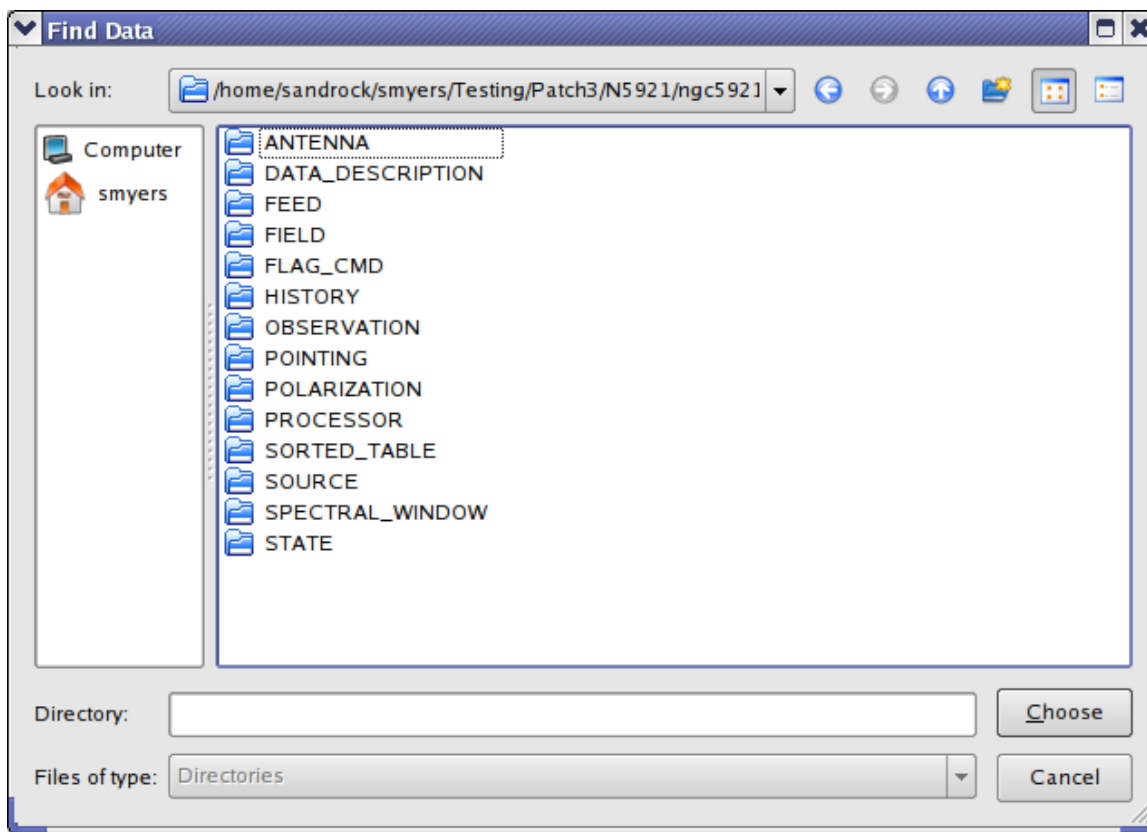 Find Data
Look in:
/home/sandrock/smyers/Testing/Patch3/N5921/ngc5921
Computer
smyers
ANTENNA
DATA_DESCRIPTION
FEED
FIELD
FLAG_CMD
HISTORY
OBSERVATION
POINTING
POLARIZATION
PROCESSOR
SORTED_TABLE
SOURCE
SPECTRAL_WINDOW
STATE
Directory:
Choose
Files of type:
Directories
Cancel